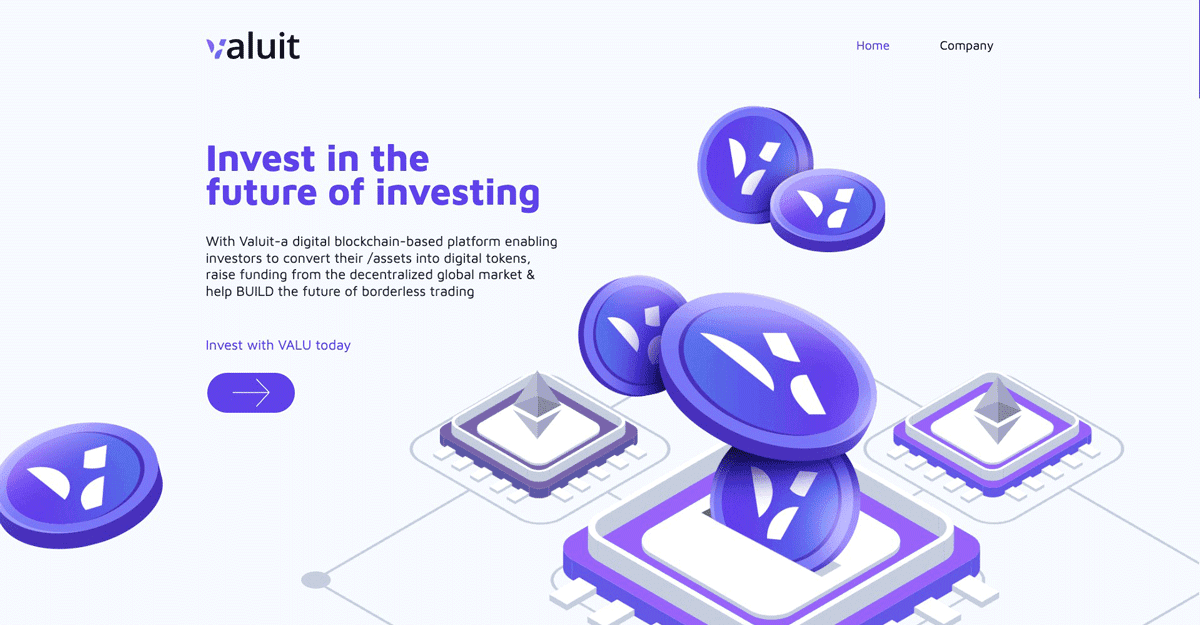 valuit
Home
Company
Invest in the
future of investing
With Valuit-a digital blockchain-based platform enabling
investors to convert their /assets into digital tokens,
raise funding from the decentralized global market &
help BUILD the future of borderless trading
Invest with VALU today